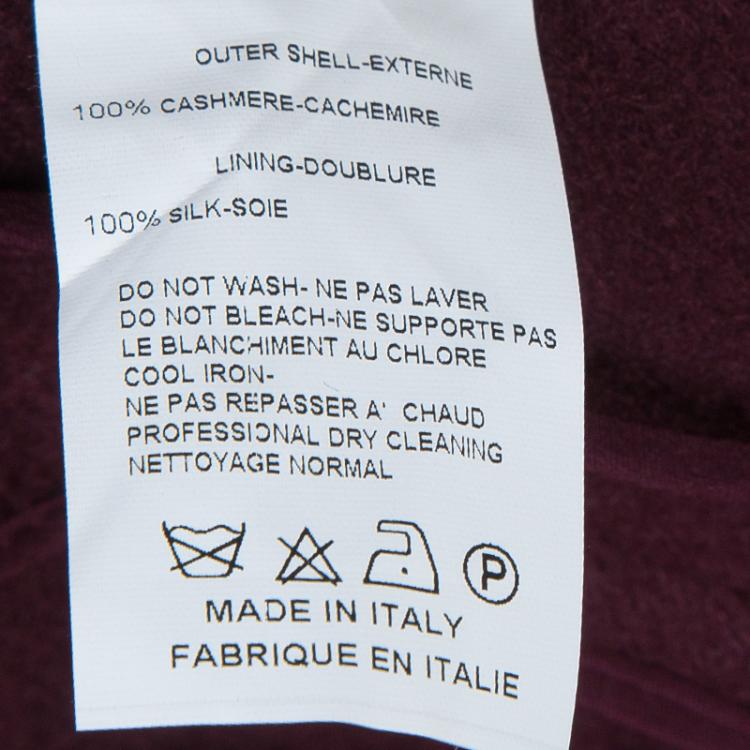 OUTER SHELL-EXTERNE
100% CASHMERE-CACHEMIRE
LINING-DOUBLURE
100% SILK-SOIE
DO NOT WASH- NE PAS LAVER
DO NOT BLEACH-NE SUPPORTE PAS
LE BLANCHIMENT AU CHLORE
COOL IRON-
NE PAS REPASSER A' CHAUD
PROFESSIONAL DRY CLEANING
NETTOYAGE NORMAL
P
MADE IN ITALY
FABRIQUE EN ITALIE